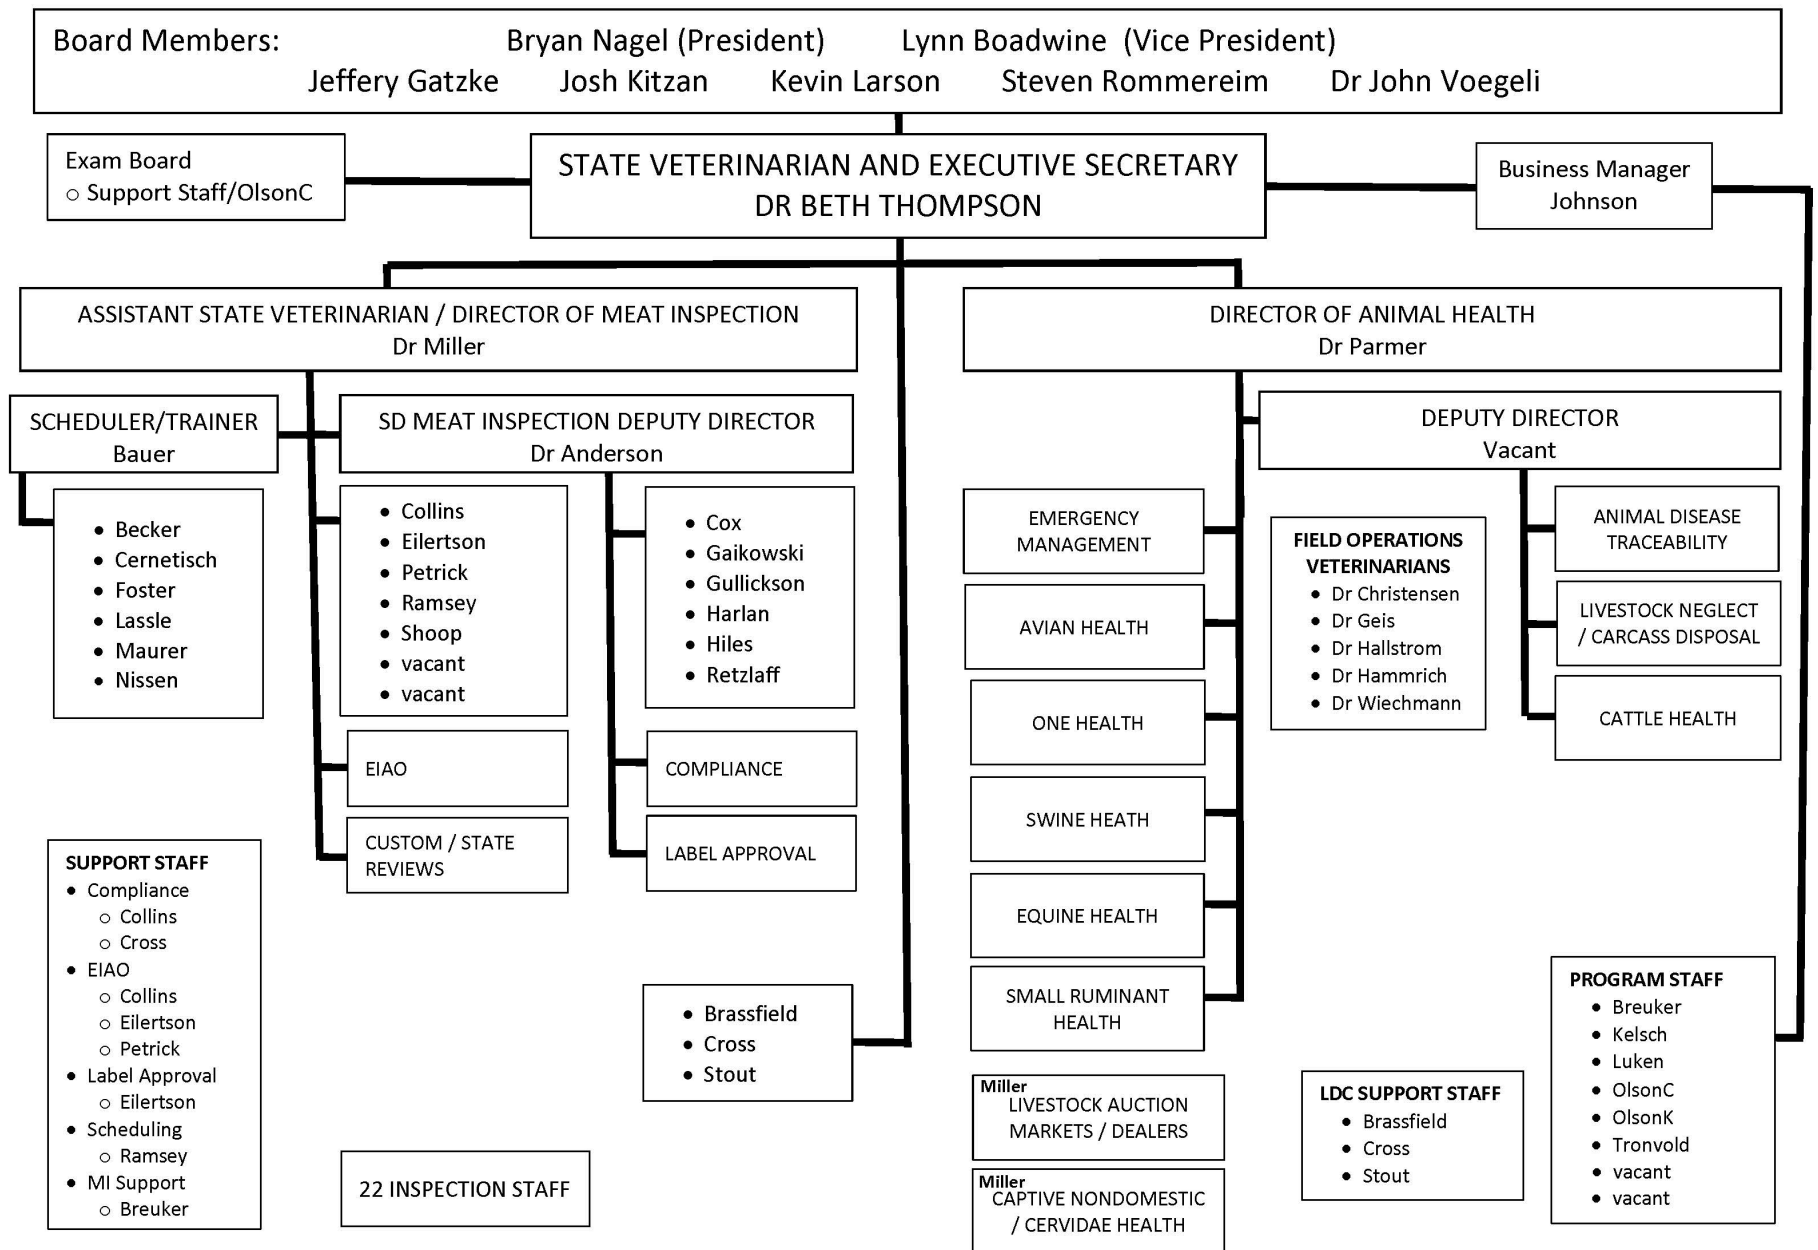 Board Members: Bryan Nagel (President) Lynn Boadwine (Vice President)
Jeffery Gatzke Josh Kitzan Kevin Larson Steven Rommereim Dr John Voegeli
Exam Board
○ Support Staff/OlsonC
STATE VETERINARIAN AND EXECUTIVE SECRETARY
DR BETH THOMPSON
Business Manager
Johnson
ASSISTANT STATE VETERINARIAN / DIRECTOR OF MEAT INSPECTION
Dr Miller
DIRECTOR OF ANIMAL HEALTH
Dr Parmer
SCHEDULER/TRAINER
Bauer
SD MEAT INSPECTION DEPUTY DIRECTOR
Dr Anderson
DEPUTY DIRECTOR
Vacant
• Becker
• Cernetisch
• Foster
• Lassle
• Maurer
• Nissen
• Collins
• Eilertson
• Petrick
• Ramsey
• Shoop
• vacant
• vacant
• Cox
• Gaikowski
• Gullickson
• Harlan
• Hiles
• Retzlaff
EIAO
CUSTOM / STATE
REVIEWS
COMPLIANCE
LABEL APPROVAL
EMERGENCY
MANAGEMENT
AVIAN HEALTH
ONE HEALTH
SWINE HEATH
EQUINE HEALTH
SMALL RUMINANT
HEALTH
FIELD OPERATIONS
VETERINARIANS
• Dr Christensen
• Dr Geis
• Dr Hallstrom
• Dr Hammrich
• Dr Wiechmann
ANIMAL DISEASE
TRACEABILITY
LIVESTOCK NEGLECT
/ CARCASS DISPOSAL
CATTLE HEALTH
SUPPORT STAFF
• Compliance
○ Collins
○ Cross
• EIAO
○ Collins
○ Eilertson
○ Petrick
• Label Approval
○ Eilertson
• Scheduling
○ Ramsey
• MI Support
○ Breuker
22 INSPECTION STAFF
• Brassfield
• Cross
• Stout
Miller
LIVESTOCK AUCTION
MARKETS / DEALERS
Miller
CAPTIVE NONDOMESTIC
/ CERVIDAE HEALTH
LDC SUPPORT STAFF
• Brassfield
• Cross
• Stout
PROGRAM STAFF
• Breuker
• Kelsch
• Luken
• OlsonC
• OlsonK
• Tronvold
• vacant
• vacant